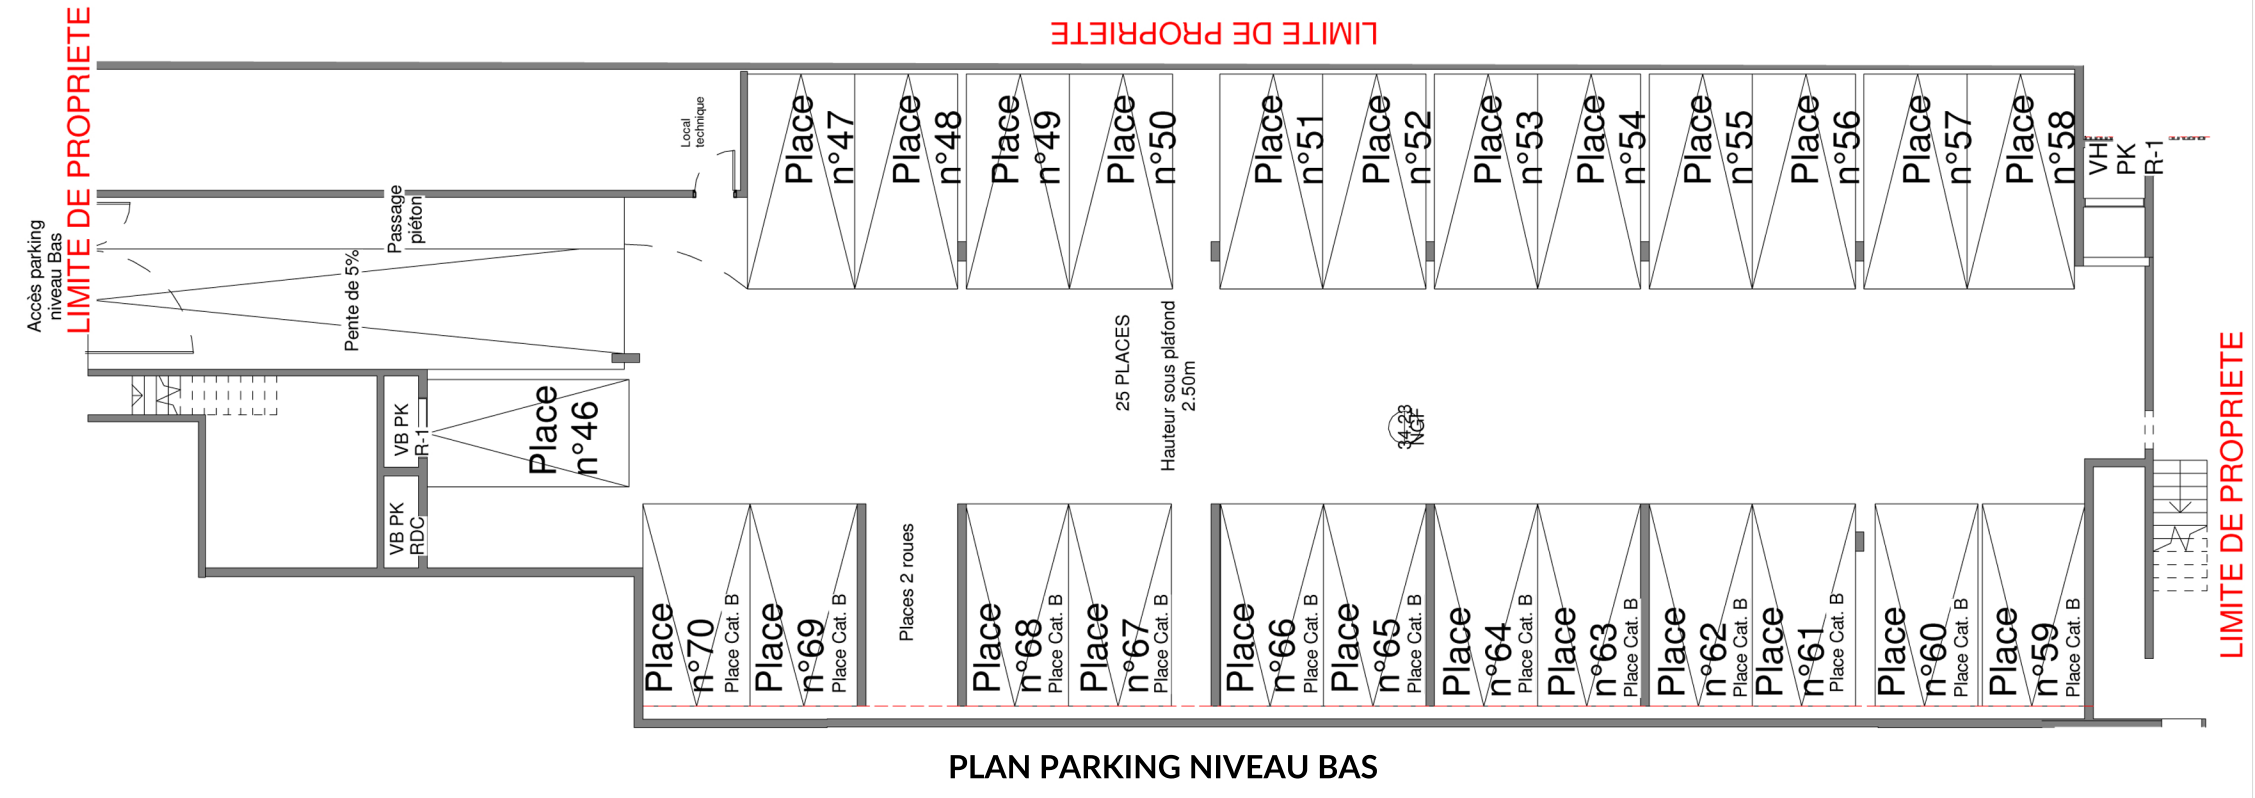 LIMITE DE PROPRIETE
LIMITE DE PROPRIETE
Accès parking
niveau Bas
Passage
piéton
Pente de 5%
Local
technique
Place
n°47
Place
n°48
Place
n°49
Place
n°50
Place
n°51
Place
n°52
Place
n°53
Place
n°54
Place
n°55
Place
n°56
Place
n°57
Place
n°58
VH
PK
R-1
25 PLACES
Hauteur sous plafond
2.50m
34.23
NGF
VB PK
R-1
Place
n°46
VB PK
RDC
Place
n°70
Place Cat. B
Place
n°69
Place Cat. B
Places 2 roues
Place
n°68
Place Cat. B
Place
n°67
Place Cat. B
Place
n°66
Place Cat. B
Place
n°65
Place Cat. B
Place
n°64
Place
n°63
Place Cat. B
Place
n°62
Place Cat. B
Place
n°61
Place Cat. B
Place
n°60
Place Cat. B
Place
n°59
Place Cat. B
LIMITE DE PROPRIETE
PLAN PARKING NIVEAU BAS